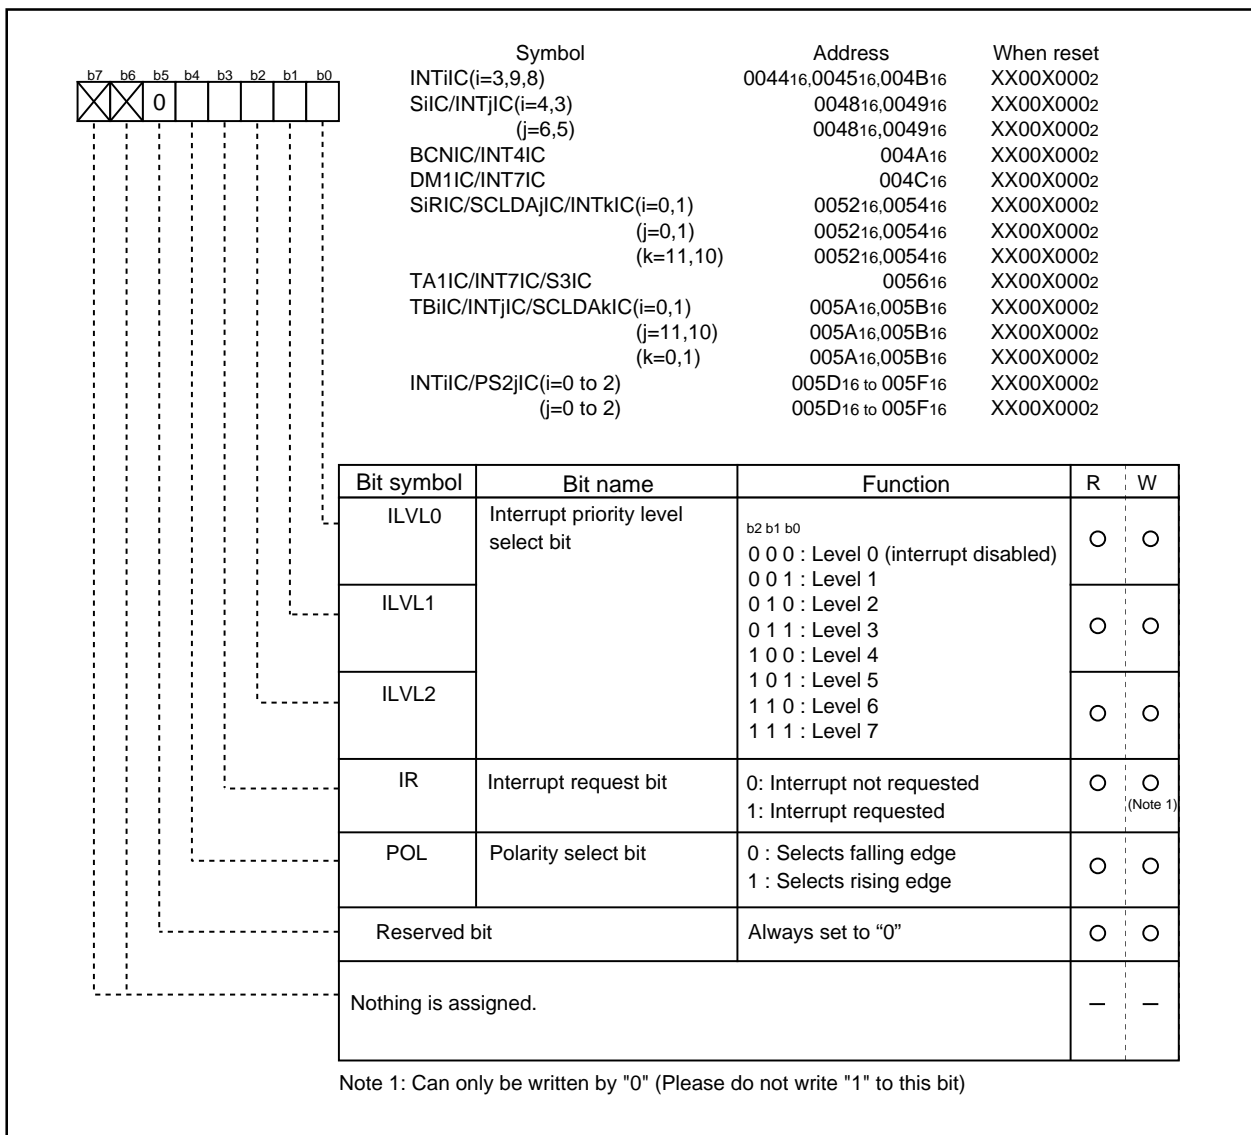 Symbol Address When reset
b7 b6 b5 b4 b3 b2 b1 b0
0
INTiIC(i=3,9,8) 004416,004516,004B16 XX00X0002
SiIC/INTjIC(i=4,3) 004816,004916 XX00X0002
(j=6,5) 004816,004916 XX00X0002
BCNIC/INT4IC 004A16 XX00X0002
DM1IC/INT7IC 004C16 XX00X0002
SiRIC/SCLDAjIC/INTkIC(i=0,1) 005216,005416 XX00X0002
(j=0,1) 005216,005416 XX00X0002
(k=11,10) 005216,005416 XX00X0002
TA1IC/INT7IC/S3IC 005616 XX00X0002
TBiIC/INTjIC/SCLDAkIC(i=0,1) 005A16,005B16 XX00X0002
(j=11,10) 005A16,005B16 XX00X0002
(k=0,1) 005A16,005B16 XX00X0002
INTiIC/PS2jIC(i=0 to 2) 005D16 to 005F16 XX00X0002
(j=0 to 2) 005D16 to 005F16 XX00X0002
Bit symbol Bit name Function R W
ILVL0 Interrupt priority level
select bit
b2 b1 b0
0 0 0 : Level 0 (interrupt disabled)
0 0 1 : Level 1
ILVL1 0 1 0 : Level 2
0 1 1 : Level 3
1 0 0 : Level 4
1 0 1 : Level 5
ILVL2 1 1 0 : Level 6
1 1 1 : Level 7
IR Interrupt request bit 0: Interrupt not requested
1: Interrupt requested (Note 1)
POL Polarity select bit 0 : Selects falling edge
1 : Selects rising edge
Reserved bit Always set to “0”
Nothing is assigned. – –
Note 1: Can only be written by "0" (Please do not write "1" to this bit)